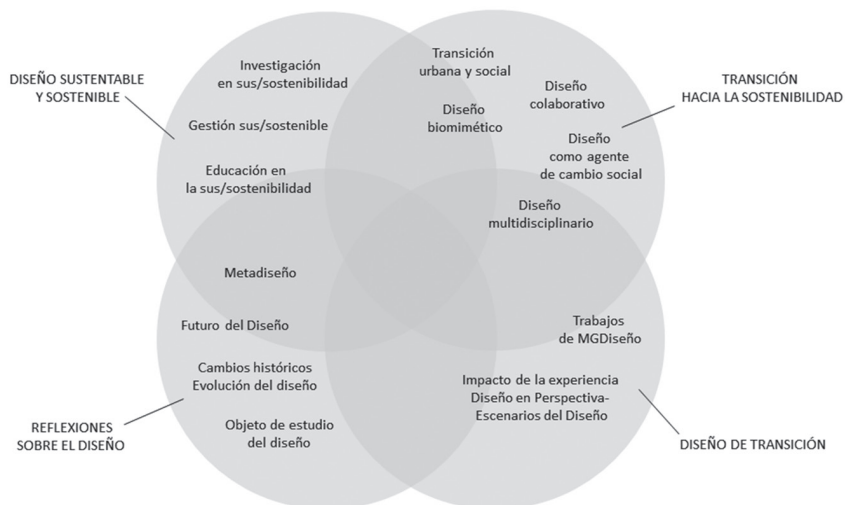 DISEÑO SUSTENTABLE
Y SOSTENIBLE
Investigación
en sus/sostenibilidad
Gestión sus/sostenible
Educación en
la sus/sostenibilidad
Transición
urbana y social
Diseño
biomimético
Diseño
colaborativo
Diseño
como agente
de cambio social
Diseño
multidisciplinario
TRANSICIÓN
HACIA LA SOSTENIBILIDAD
Metadiseño
Futuro del Diseño
Cambios históricos
Evolución del diseño
Objeto de estudio
del diseño
REFLEXIONES
SOBRE EL DISEÑO
Trabajos
de MGDiseño
Impacto de la experiencia
Diseño en Perspectiva-
Escenarios del Diseño
DISEÑO DE TRANSICIÓN